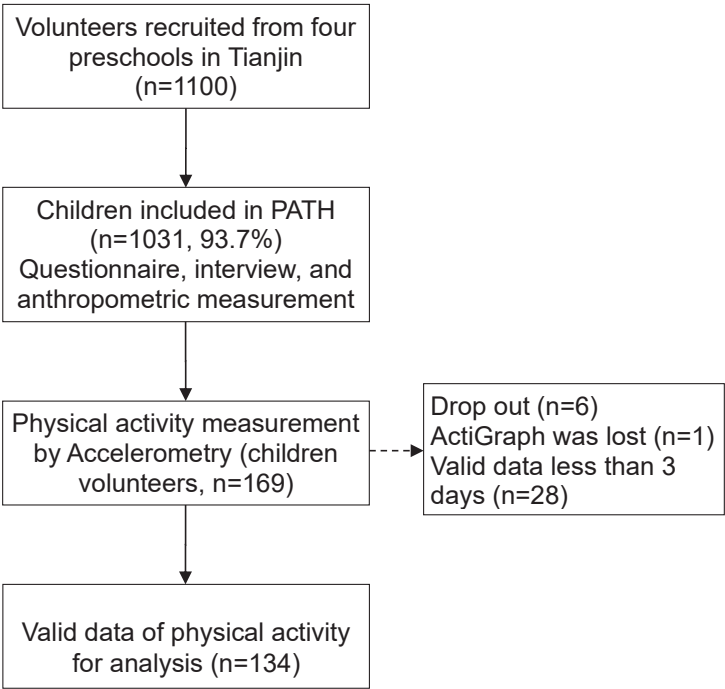 Volunteers recruited from four
preschools in Tianjin
(n=1100)
Children included in PATH
(n=1031, 93.7%)
Questionnaire, interview, and
anthropometric measurement
Physical activity measurement
by Accelerometry (children
volunteers, n=169)
Drop out (n=6)
ActiGraph was lost (n=1)
Valid data less than 3
days (n=28)
Valid data of physical activity
for analysis (n=134)